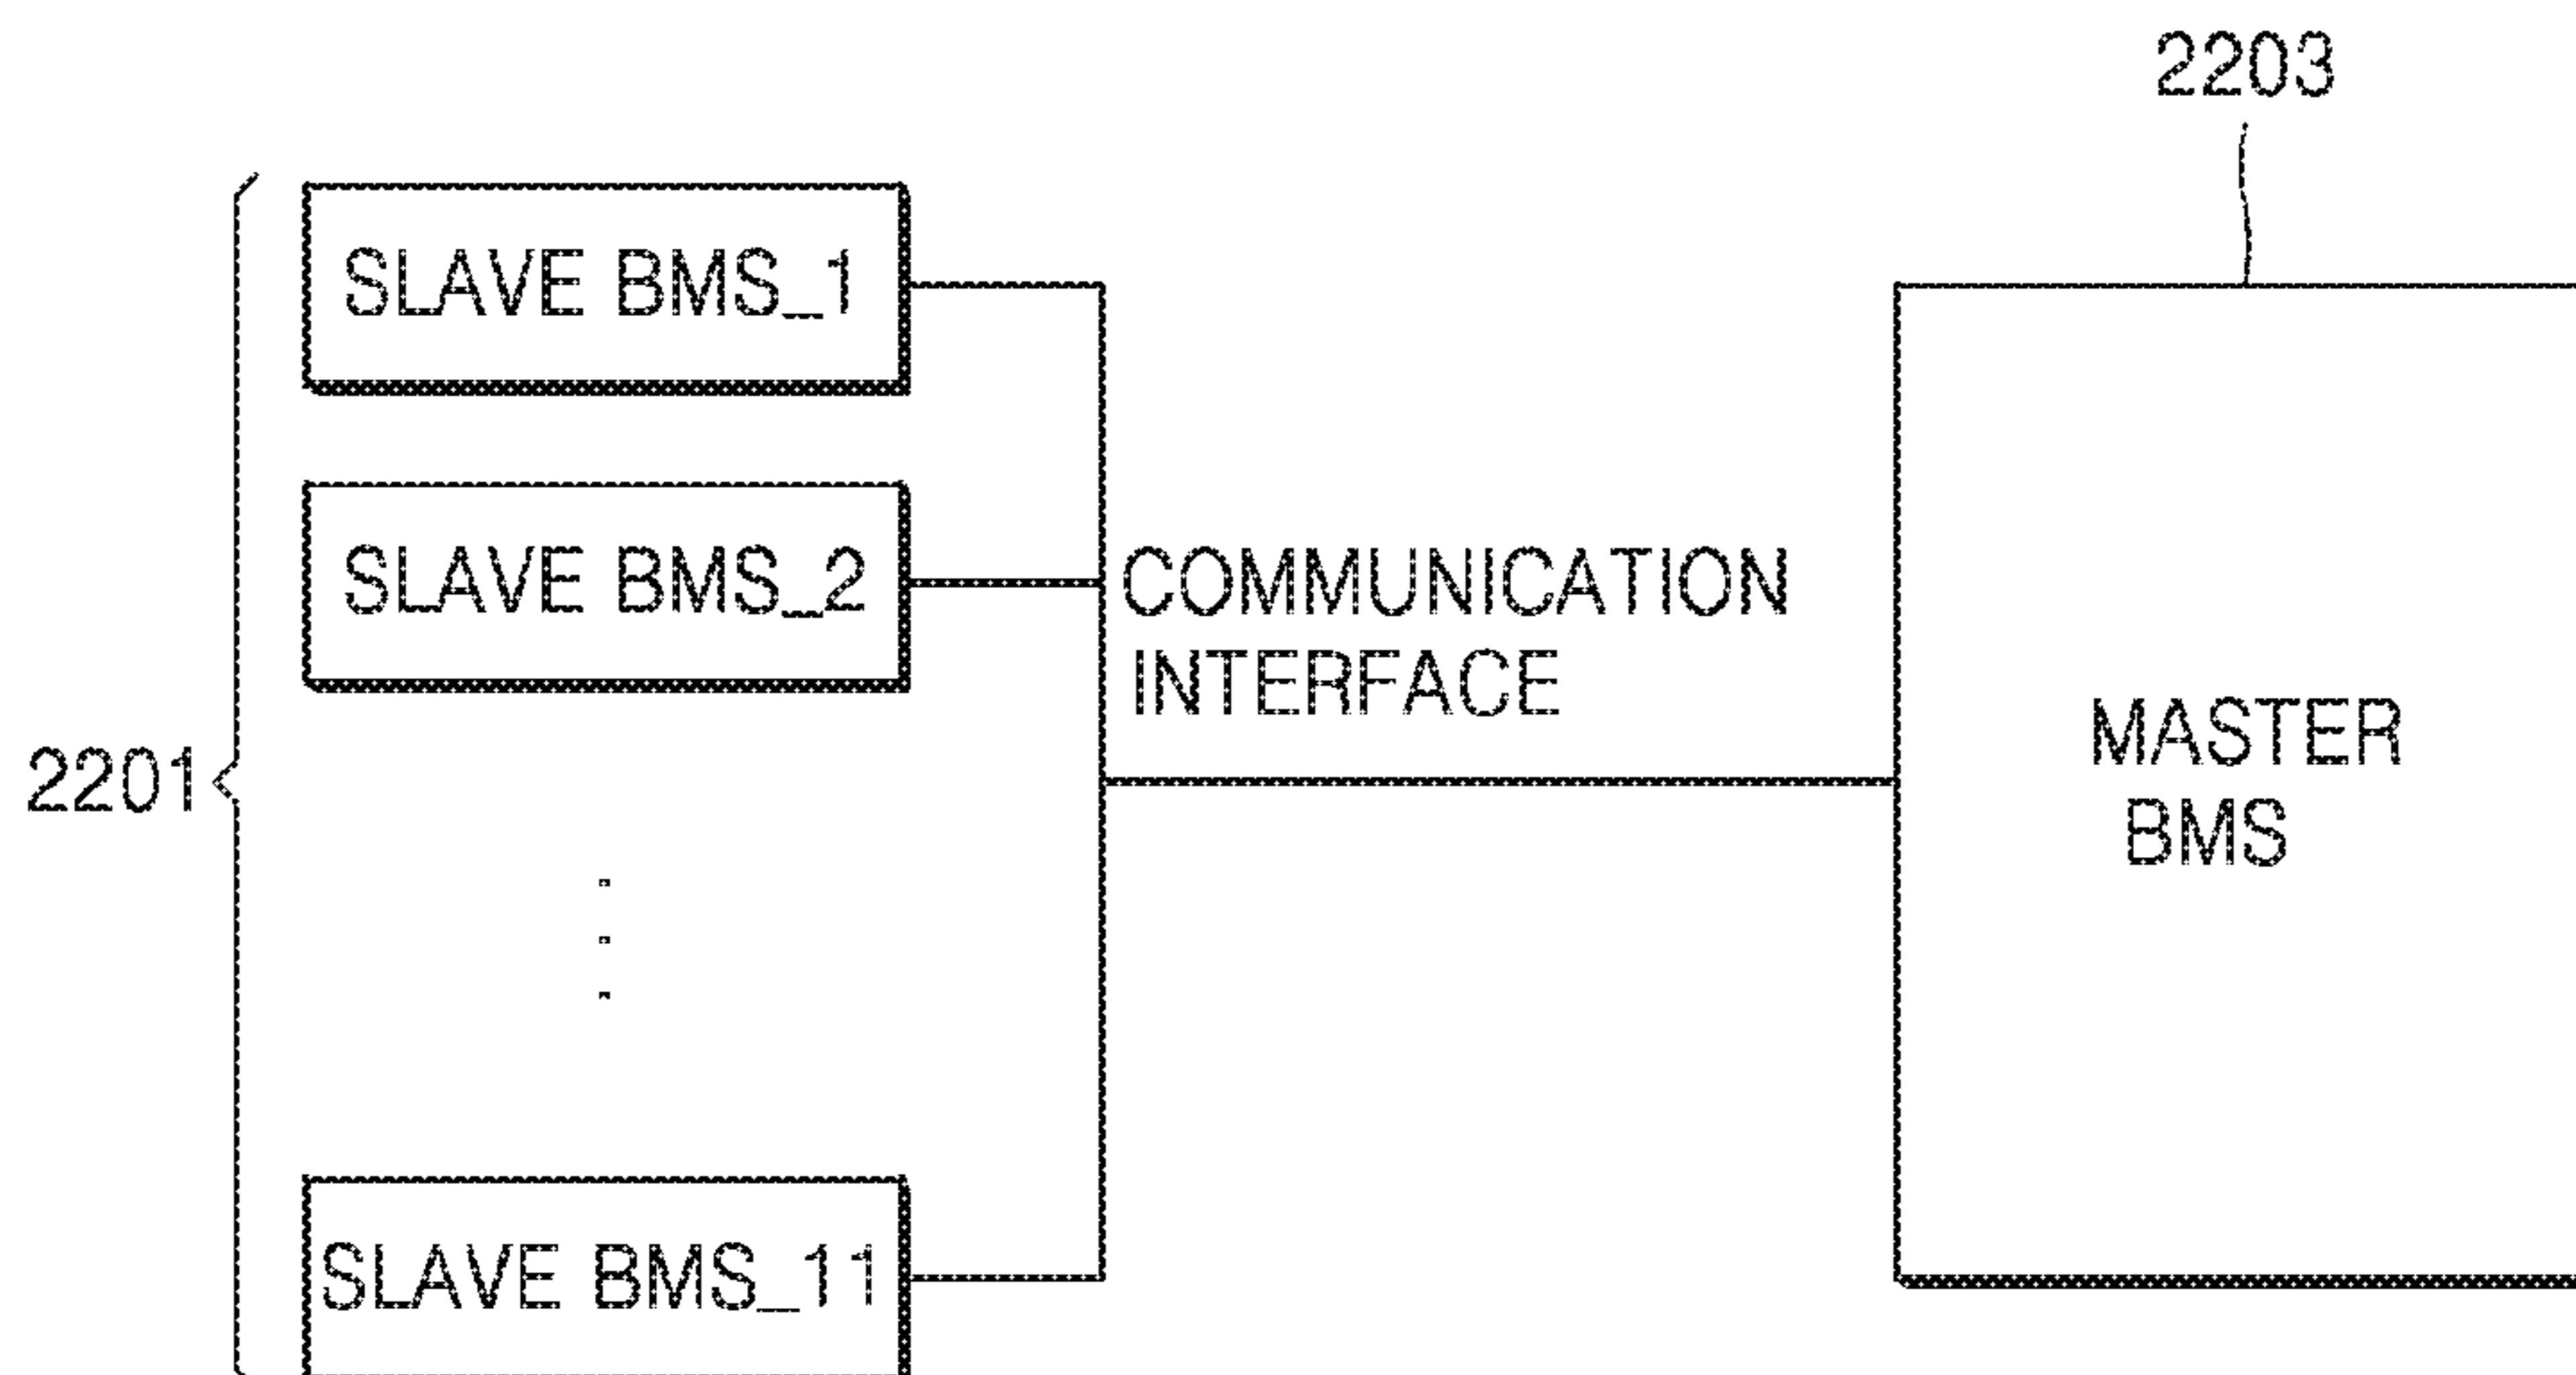 2203
SLAVE BMS_1
SLAVE BMS_2
COMMUNICATION
INTERFACE
2201
MASTER
BMS
SLAVE BMS_11